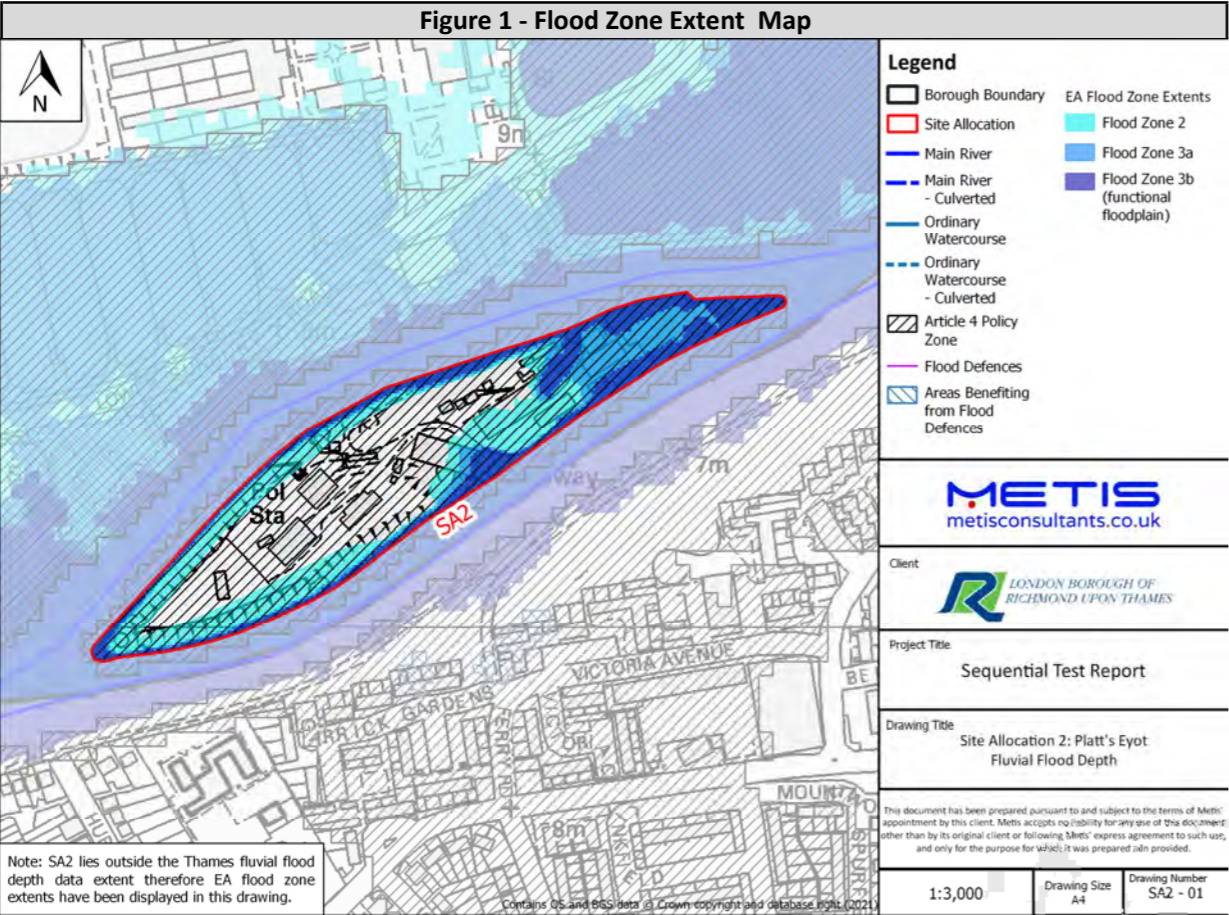 Figure 1 - Flood Zone Extent Map
N
9n
Pol
Sta
SA2
way
7m
VICTORIA AVENUE
GARDENS
FERRY RD
MOUNT
8m
Note: SA2 lies outside the Thames fluvial flood
depth data extent therefore EA flood zone
extents have been displayed in this drawing.
Contains OS and BGS data © Crown copyright and database right (2021)
Legend
Borough Boundary
Site Allocation
Main River
Main River
- Culverted
Ordinary
Watercourse
Ordinary
Watercourse
- Culverted
Article 4 Policy
Zone
Flood Defences
Areas Benefiting
from Flood
Defences
EA Flood Zone Extents
Flood Zone 2
Flood Zone 3a
Flood Zone 3b
(functional
floodplain)
METIS
metisconsultants.co.uk
Client
LONDON BOROUGH OF
RICHMOND UPON THAMES
Project Title
Sequential Test Report
Drawing Title
Site Allocation 2: Platt's Eyot
Fluvial Flood Depth
This document has been prepared pursuant to and subject to the terms of Metis'
appointment by this client. Metis accepts no liability for any use of this document
other than by its original client or following Metis' express agreement to such use,
and only for the purpose for which it was prepared adn provided.
1:3,000
Drawing Size
A4
Drawing Number
SA2 - 01